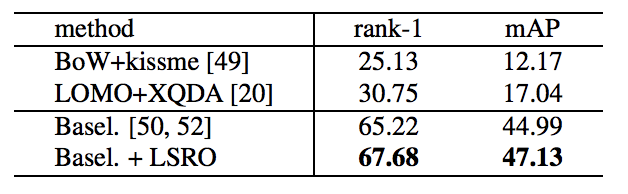 method rank-1 mAP
BoW+kissme [49] 25.13 12.17
LOMO+XQDA [20] 30.75 17.04
Basel. [50, 52] 65.22 44.99
Basel. + LSRO 67.68 47.13